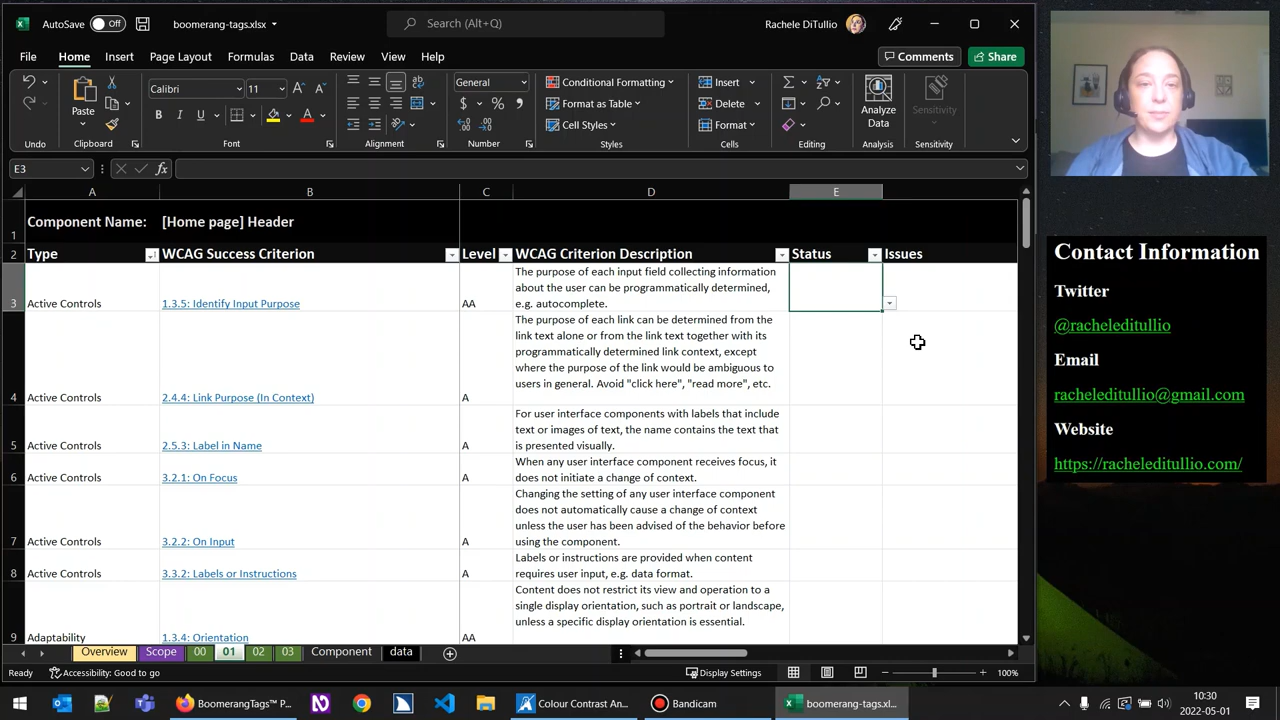 AutoSave Off boomerang-tags.xlsx Search (Alt+Q) Rachele DiTullio
File Home Insert Page Layout Formulas Data Review View Help Comments Share
Paste Calibri 11 General Conditional Formatting Insert Analyze Data Sensitivity
B I U A $ % Format as Table Delete
Cell Styles Format
Undo Clipboard Font Alignment Number Styles Cells Editing Analysis Sensitivity
E3 fx
A B C D E
1 Component Name: [Home page] Header
2 Type WCAG Success Criterion Level WCAG Criterion Description Status Issues
The purpose of each input field collecting information
about the user can be programmatically determined,
3 Active Controls 1.3.5: Identify Input Purpose AA e.g. autocomplete.
The purpose of each link can be determined from the
link text alone or from the link text together with its
programmatically determined link context, except
where the purpose of the link would be ambiguous to
users in general. Avoid "click here", "read more", etc.
4 Active Controls 2.4.4: Link Purpose (In Context) A
For user interface components with labels that include
text or images of text, the name contains the text that
5 Active Controls 2.5.3: Label in Name A is presented visually.
When any user interface component receives focus, it
6 Active Controls 3.2.1: On Focus A does not initiate a change of context.
Changing the setting of any user interface component
does not automatically cause a change of context
unless the user has been advised of the behavior before
7 Active Controls 3.2.2: On Input A using the component.
Labels or instructions are provided when content
8 Active Controls 3.3.2: Labels or Instructions A requires user input, e.g. data format.
Content does not restrict its view and operation to a
single display orientation, such as portrait or landscape,
unless a specific display orientation is essential.
9 Adaptability 1.3.4: Orientation AA
Overview Scope 00 01 02 03 Component data
Ready Accessibility: Good to go Display Settings 100%
BoomerangTags™ P... Colour Contrast An... Bandicam boomerang-tags.xl... 10:30
2022-05-01
Contact Information
Twitter
@racheleditullio
Email
racheleditullio@gmail.com
Website
https://racheleditullio.com/